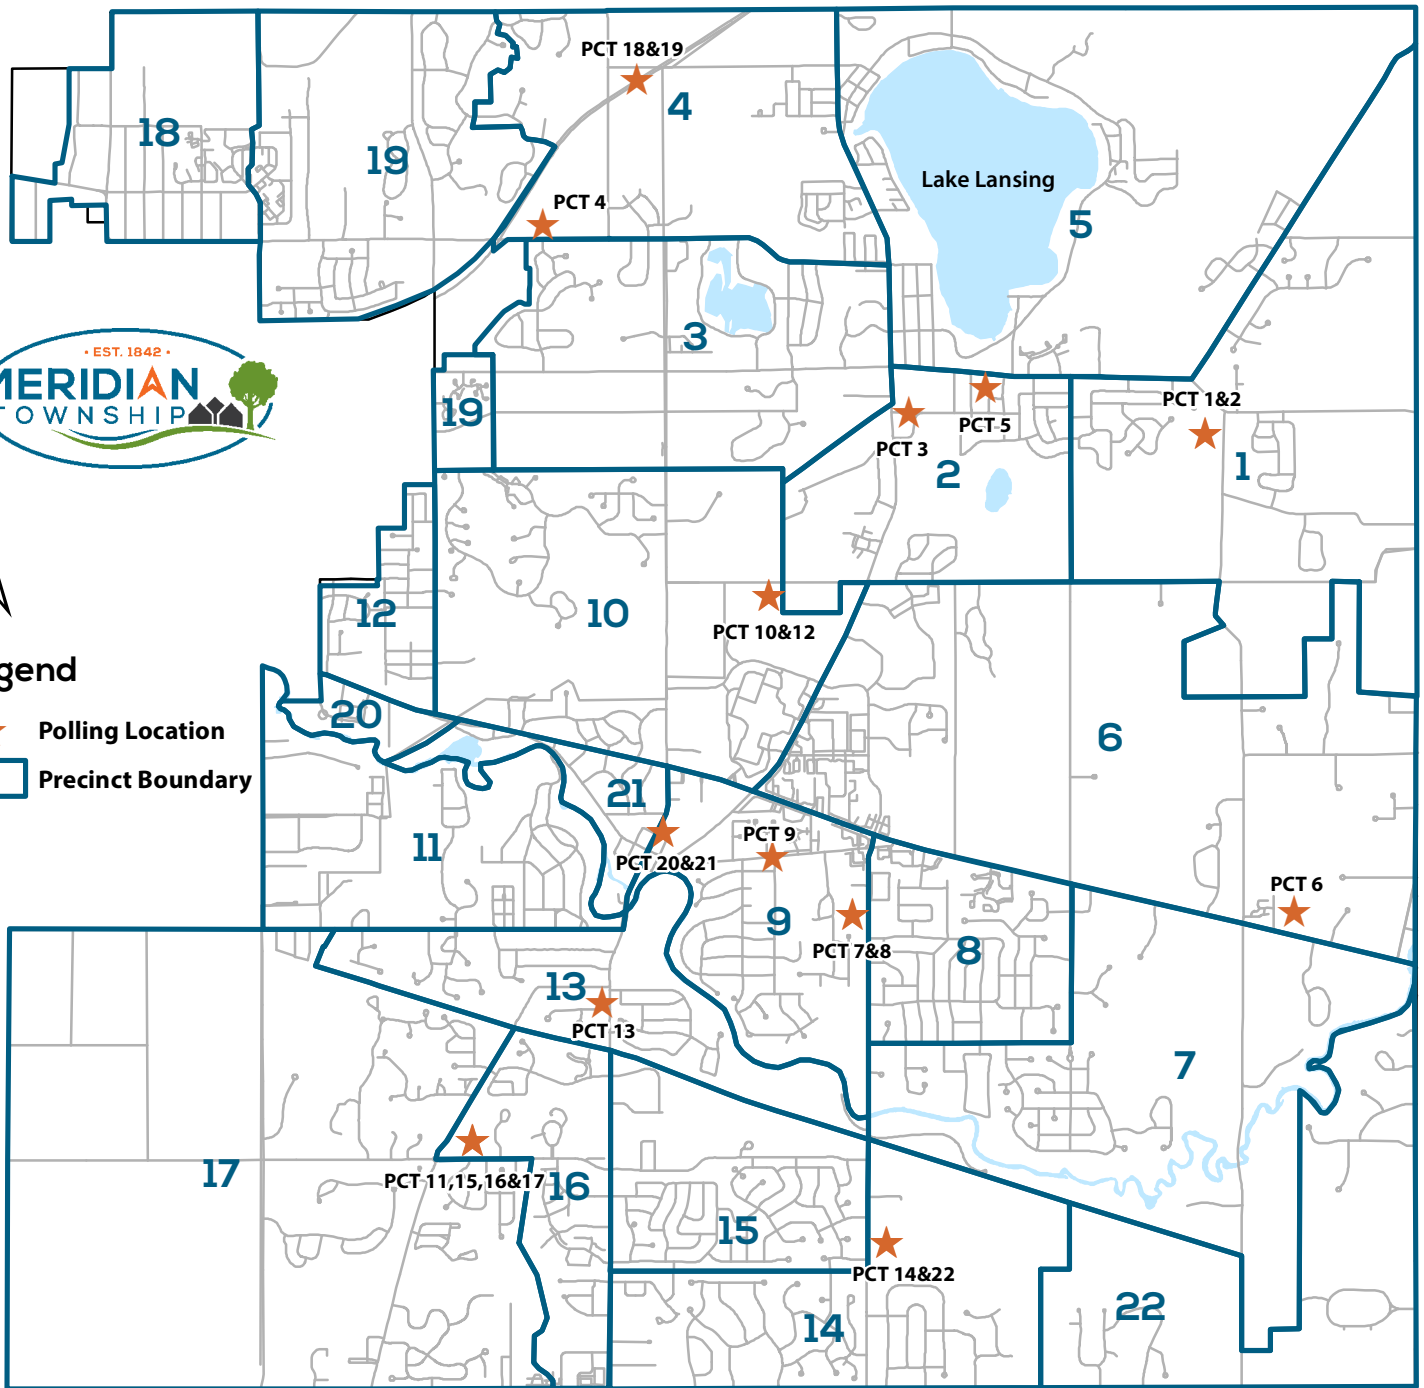 PCT 18&19
4
18
19
Lake Lansing
PCT 4
5
3
• EST. 1842 •
MERIDIAN
TOWNSHIP
19
PCT 5
PCT 1&2
PCT 3
2
1
12
10
PCT 10&12
gend
20
Polling Location
6
Precinct Boundary
21
PCT 9
11
PCT 20&21
PCT 6
9
PCT 7&8
8
13
PCT 13
7
17
PCT 11,15,16&17
16
15
PCT 14&22
22
14